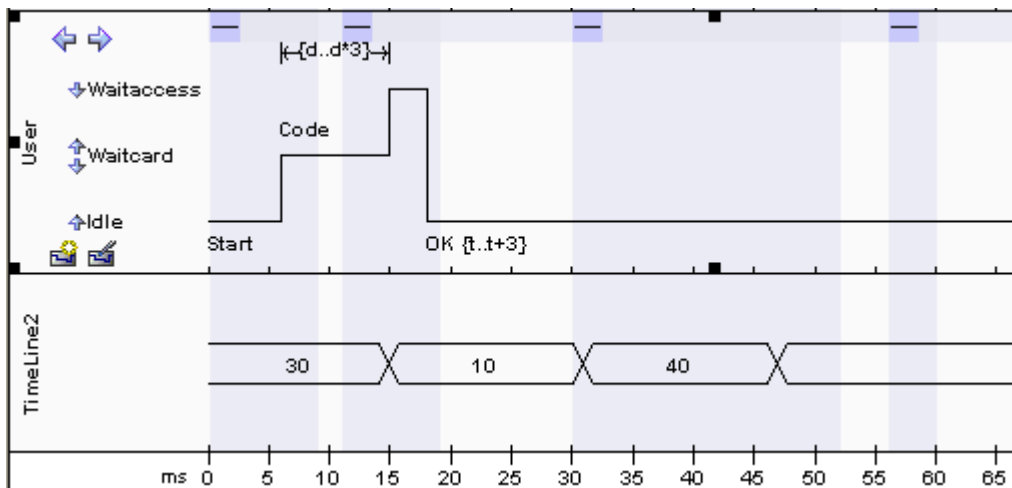 {d..d*3}
Waitaccess
Code
User
Waitcard
Idle
Start
OK {t..t+3}
TimeLine2
30
10
40
ms 0 5 10 15 20 25 30 35 40 45 50 55 60 65